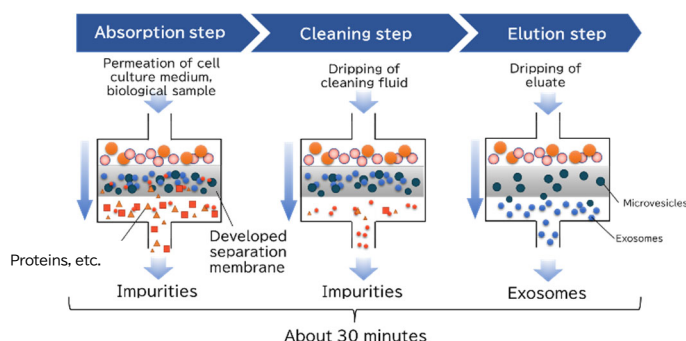 Absorption step
Cleaning step
Elution step
Permeation of cell
culture medium,
biological sample
Dripping of
cleaning fluid
Dripping of
eluate
Microvesicles
Exosomes
Proteins, etc.
Developed
separation
membrane
Impurities
Impurities
Exosomes
About 30 minutes